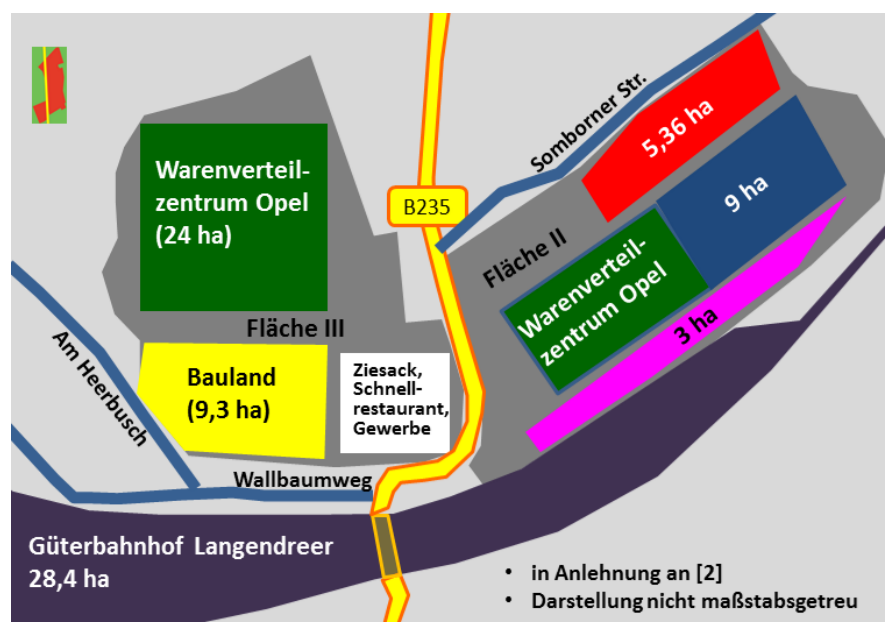 Warenverteil-
zentrum Opel
(24 ha)
Fläche III
Bauland
(9,3 ha)
Ziesack,
Schnell-
restaurant,
Gewerbe
Am Heerbusch
Wallbaumweg
B235
Somborner Str.
Fläche II
5,36 ha
9 ha
Warenverteil-
zentrum Opel
3 ha
Güterbahnhof Langendreer
28,4 ha
• in Anlehnung an [2]
• Darstellung nicht maßstabsgetreu